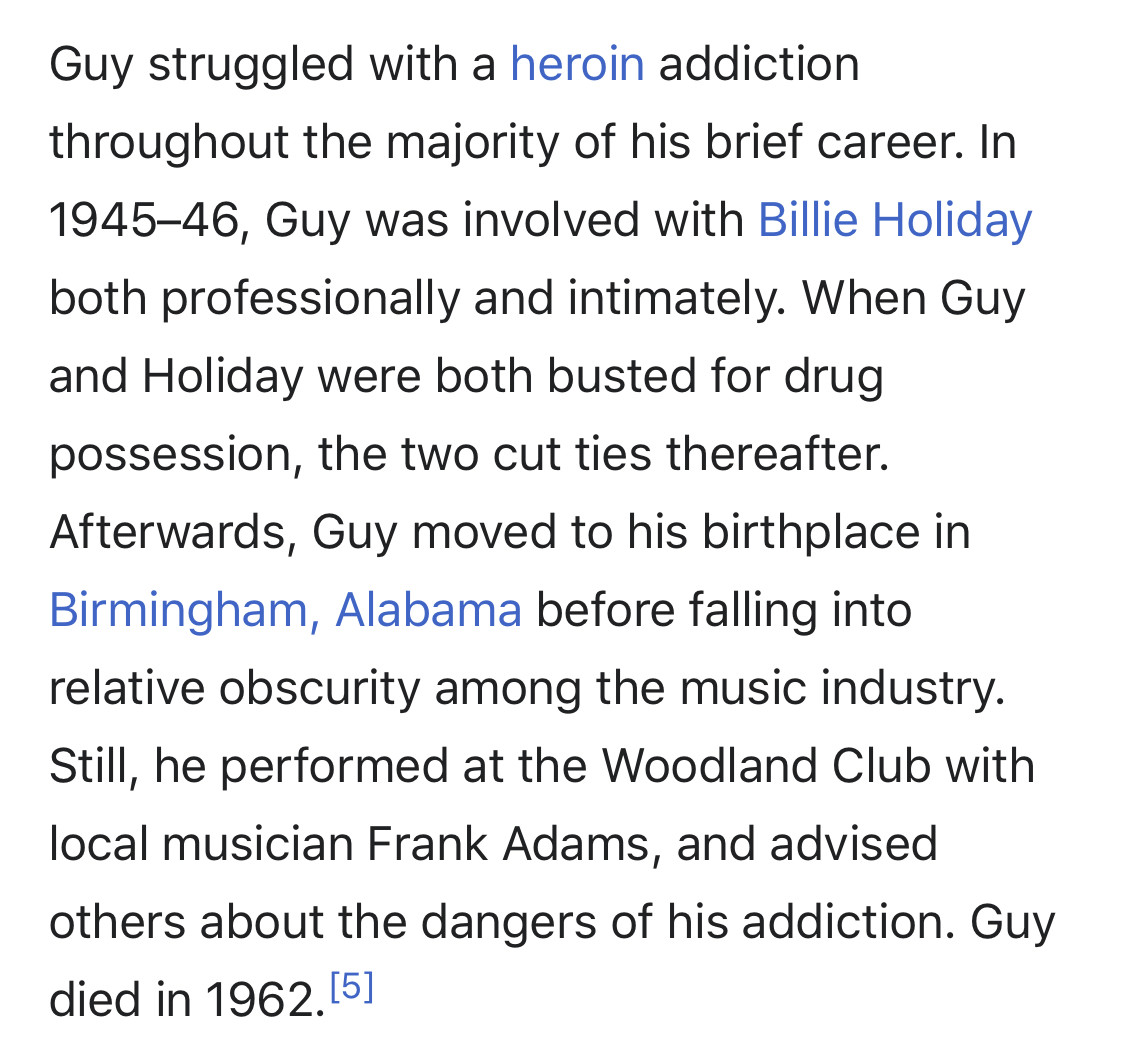 Guy struggled with a heroin addiction
throughout the majority of his brief career. In
1945–46, Guy was involved with Billie Holiday
both professionally and intimately. When Guy
and Holiday were both busted for drug
possession, the two cut ties thereafter.
Afterwards, Guy moved to his birthplace in
Birmingham, Alabama before falling into
relative obscurity among the music industry.
Still, he performed at the Woodland Club with
local musician Frank Adams, and advised
others about the dangers of his addiction. Guy
died in 1962.[5]